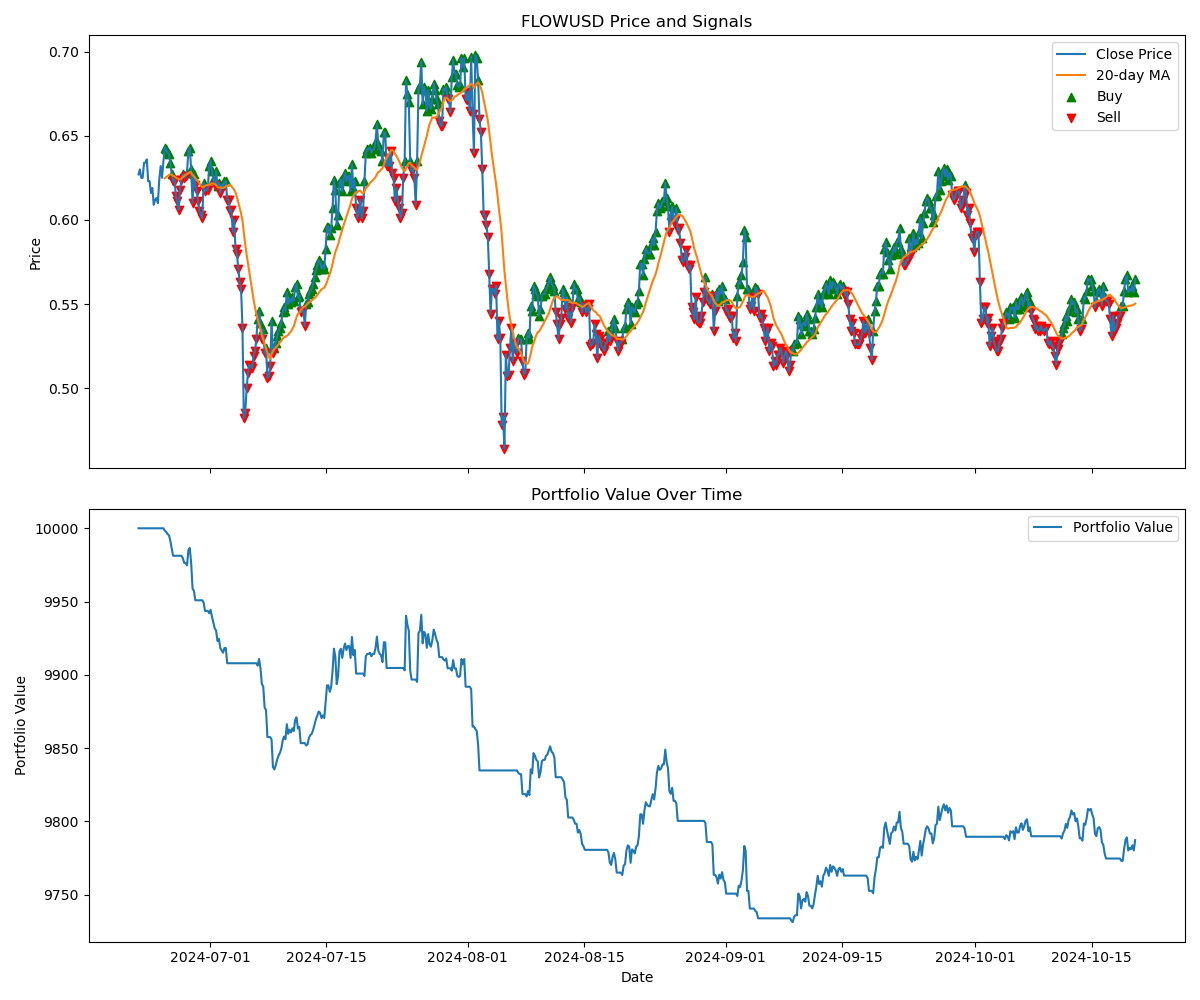 FLOWUSD Price and Signals
Price
0.70
0.65
0.60
0.55
0.50
Close Price
20-day MA
Buy
Sell
Portfolio Value Over Time
Portfolio Value
10000
9950
9900
9850
9800
9750
Portfolio Value
2024-07-01
2024-07-15
2024-08-01
2024-08-15
2024-09-01
2024-09-15
2024-10-01
2024-10-15
Date